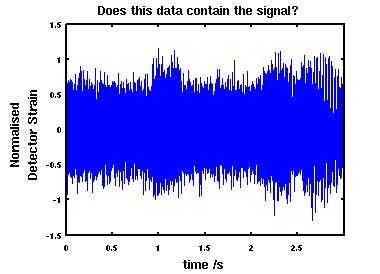 Does this data contain the signal?
1.5
1
0.5
0
-0.5
-1
-1.5
Normalised
Detector Strain
0 0.5 1 1.5 2 2.5
time /s